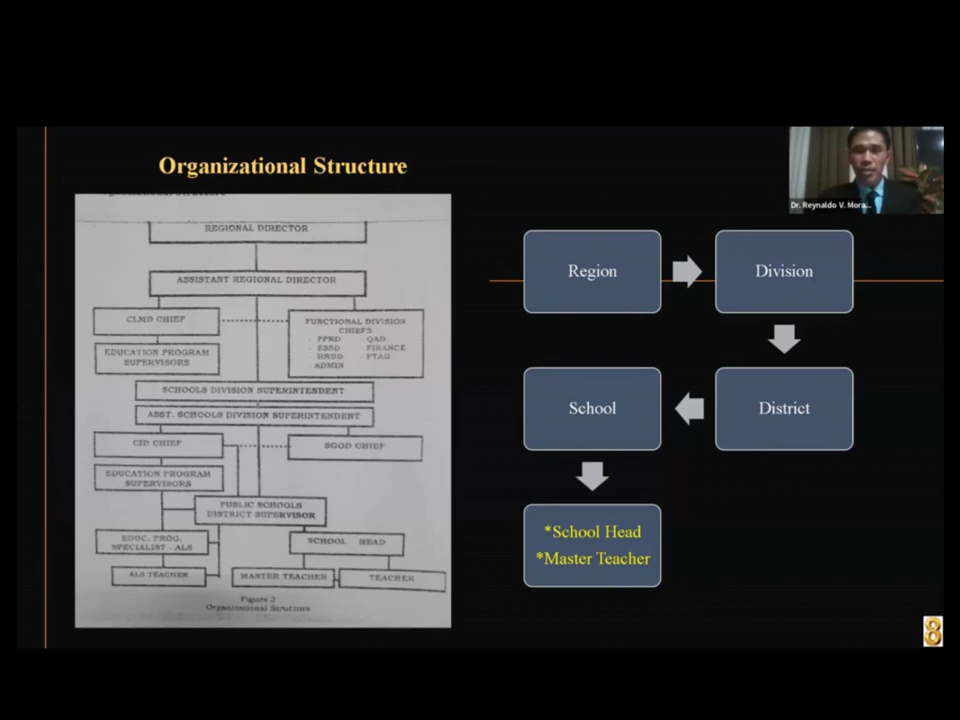 Organizational Structure
Dr. Reynaldo V. Mora...
REGIONAL DIRECTOR
ASSISTANT REGIONAL DIRECTOR
CLMD CHIEF
FUNCTIONAL DIVISION
CHIEFS
- PPRD - QAD
- ESSD - FINANCE
- HRDD - FTAD
ADMIN
EDUCATION PROGRAM
SUPERVISORS
SCHOOLS DIVISION SUPERINTENDENT
ASST. SCHOOLS DIVISION SUPERINTENDENT
CID CHIEF
SGOD CHIEF
EDUCATION PROGRAM
SUPERVISORS
PUBLIC SCHOOLS
DISTRICT SUPERVISOR
EDUC. PROG.
SPECIALIST - ALS
SCHOOL HEAD
ALS TEACHER
MASTER TEACHER
TEACHER
Figure 2
Organizational Structure
Region
Division
School
District
*School Head
*Master Teacher
8